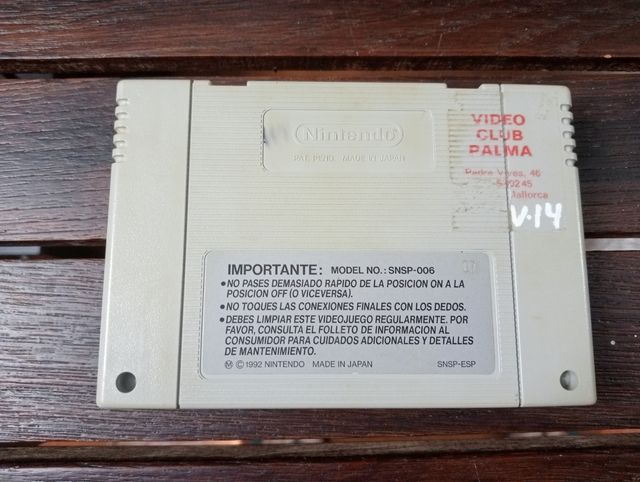 Nintendo
PAT. PEND. MADE IN JAPAN
VIDEO
CLUB
PALMA
46
Mallorca
V.14
IMPORTANTE: MODEL NO.: SNSP-006
•NO PASES DEMASIADO RAPIDO DE LA POSICION ON A LA
POSICION OFF (O VICEVERSA).
•NO TOQUES LAS CONEXIONES FINALES CON LOS DEDOS.
•DEBES LIMPIAR ESTE VIDEOJUEGO REGULARMENTE. POR
FAVOR, CONSULTA EL FOLLETO DE INFORMACION AL
CONSUMIDOR PARA CUIDADOS ADICIONALES Y DETALLES
DE MANTENIMIENTO.
Ⓜ ©1992 NINTENDO MADE IN JAPAN SNSP-ESP